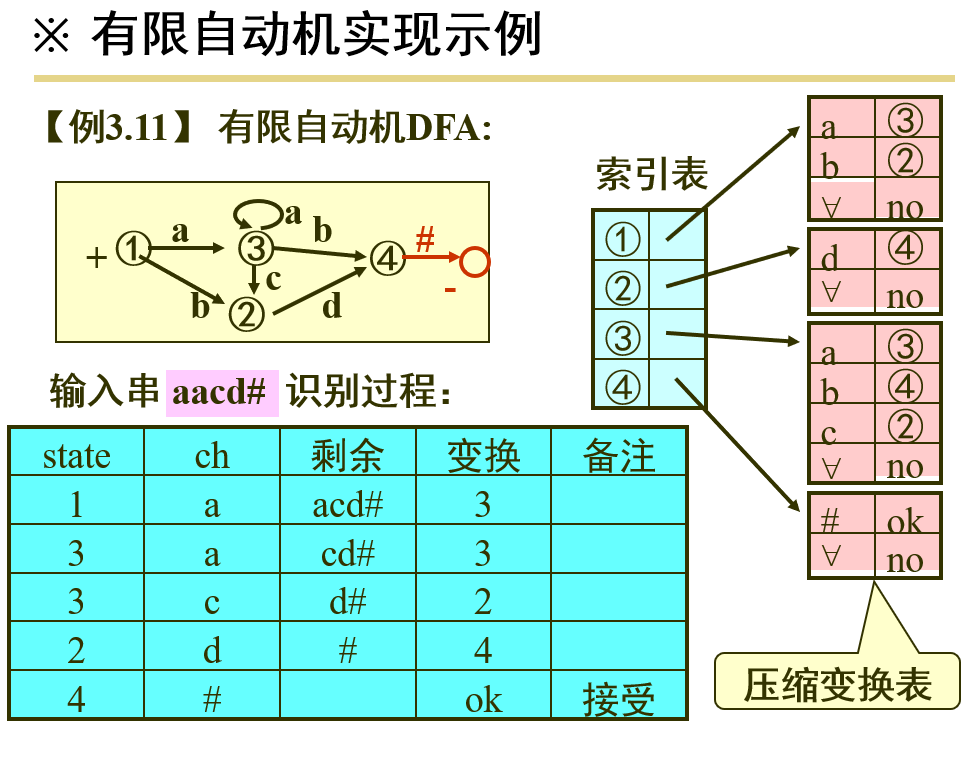 ※ 有限自动机实现示例
【例3.11】 有限自动机DFA:
+ ① a ③ a b ④ # -
b ② c d
输入串 aacd# 识别过程：
state ch 剩余 变换 备注
1 a acd# 3
3 a cd# 3
3 c d# 2
2 d # 4
4 # ok 接受
索引表
①
②
③
④
a ③
b ②
∀ no
d ④
∀ no
a ③
b ④
c ②
∀ no
# ok
∀ no
压缩变换表